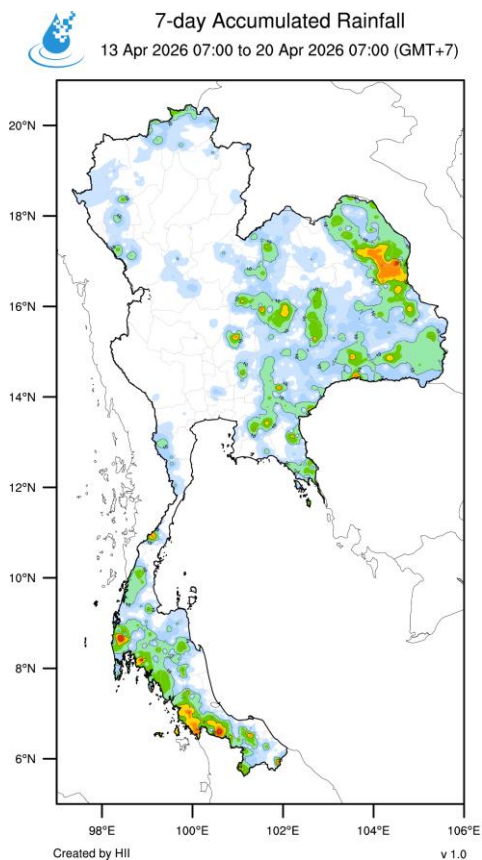 7-day Accumulated Rainfall
13 Apr 2026 07:00 to 20 Apr 2026 07:00 (GMT+7)
20°N
18°N
16°N
14°N
12°N
10°N
8°N
6°N
98°E 100°E 102°E 104°E 106°E
Created by HII v 1.0